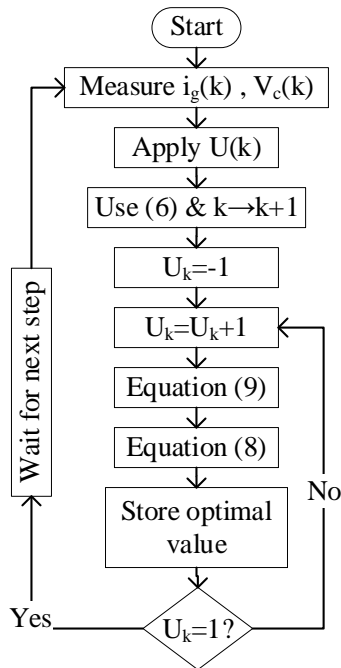 Start
Measure i_g(k) , V_c(k)
Apply U(k)
Use (6) & k→k+1
U_k=-1
U_k=U_k+1
Equation (9)
Equation (8)
Store optimal
value
U_k=1?
Yes
No
Wait for next step